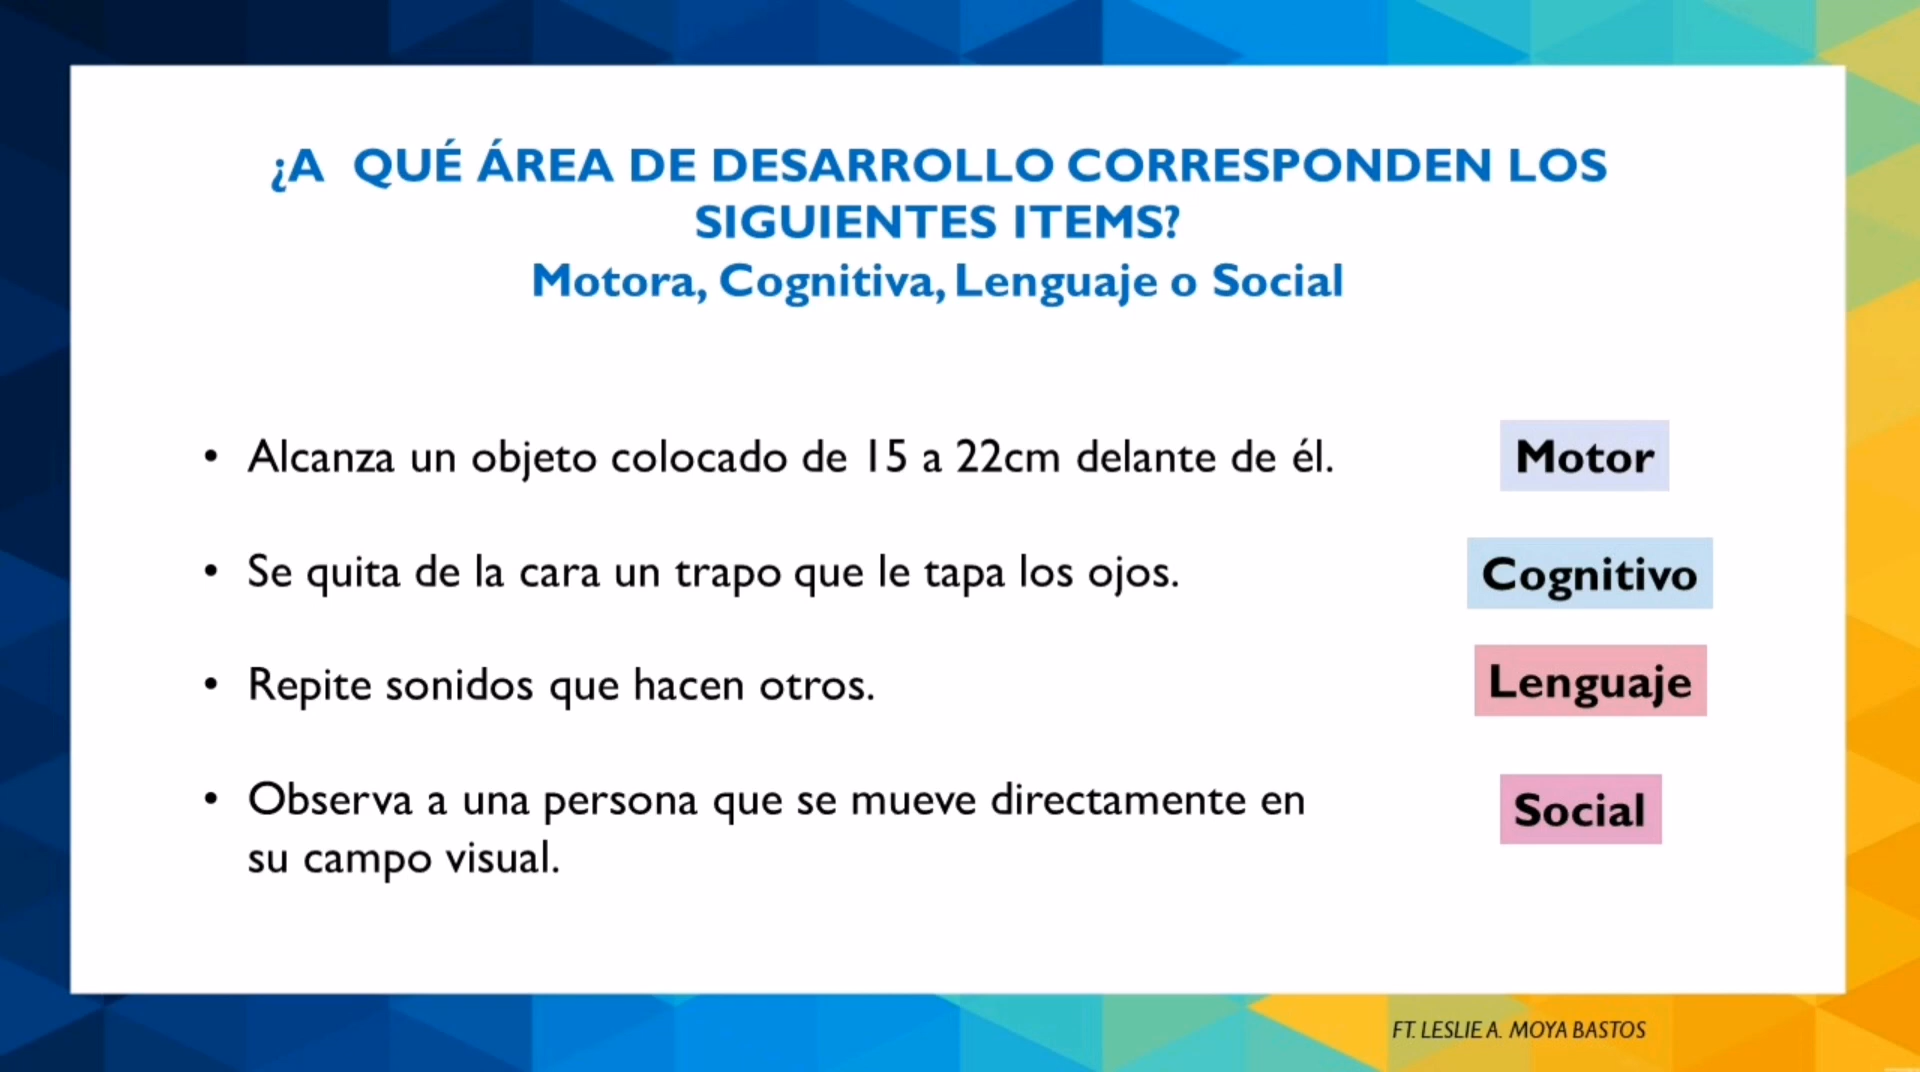 ¿A QUÉ ÁREA DE DESARROLLO CORRESPONDEN LOS
SIGUIENTES ITEMS?
Motora, Cognitiva, Lenguaje o Social
• Alcanza un objeto colocado de 15 a 22cm delante de él.
Motor
• Se quita de la cara un trapo que le tapa los ojos.
Cognitivo
• Repite sonidos que hacen otros.
Lenguaje
• Observa a una persona que se mueve directamente en
su campo visual.
Social
FT. LESLIE A. MOYA BASTOS